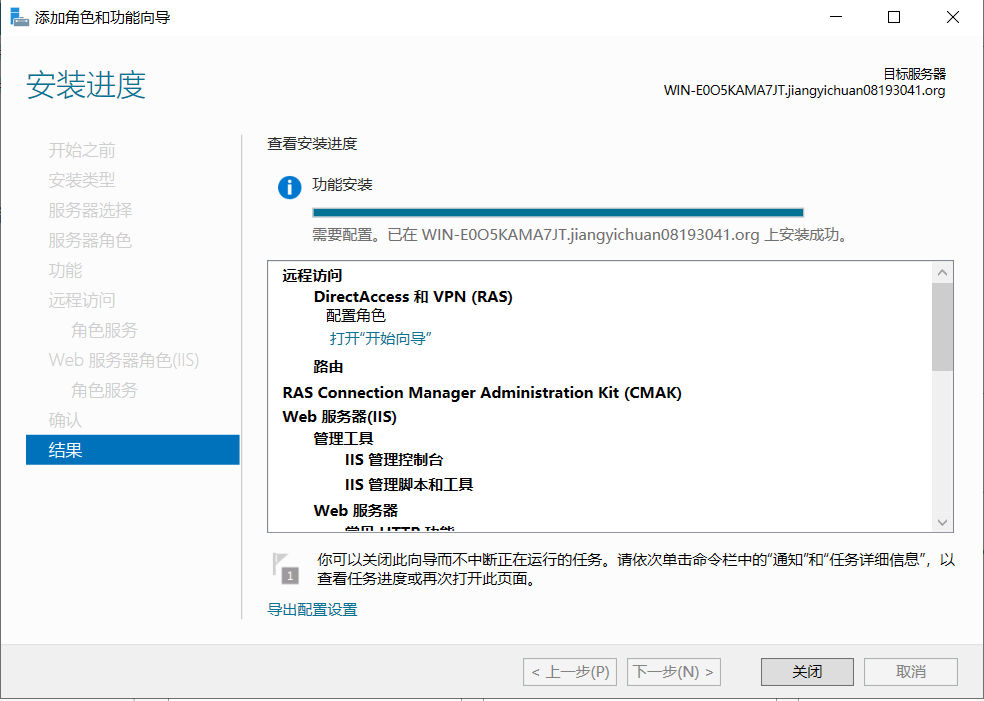 添加角色和功能向导
安装进度
目标服务器
WIN-E0O5KAMA7JT.jiangyichuan08193041.org
开始之前
安装类型
服务器选择
服务器角色
功能
远程访问
角色服务
Web 服务器角色(IIS)
角色服务
确认
结果
查看安装进度
功能安装
需要配置。已在 WIN-E0O5KAMA7JT.jiangyichuan08193041.org 上安装成功。
远程访问
DirectAccess 和 VPN (RAS)
配置角色
打开“开始向导”
路由
RAS Connection Manager Administration Kit (CMAK)
Web 服务器(IIS)
管理工具
IIS 管理控制台
IIS 管理脚本和工具
Web 服务器
常见 HTTP 功能
1
你可以关闭此向导而不中断正在运行的任务。请依次单击命令栏中的“通知”和“任务详细信息”，以
查看任务进度或再次打开此页面。
导出配置设置
< 上一步(P)
下一步(N) >
关闭
取消